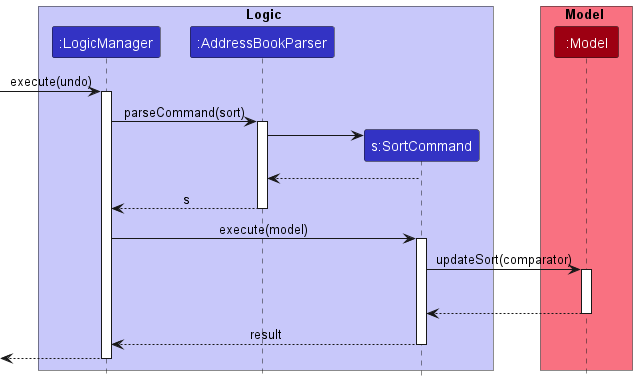 Logic
Model
:LogicManager
:AddressBookParser
:Model
execute(undo)
parseCommand(sort)
s:SortCommand
s
execute(model)
updateSort(comparator)
result